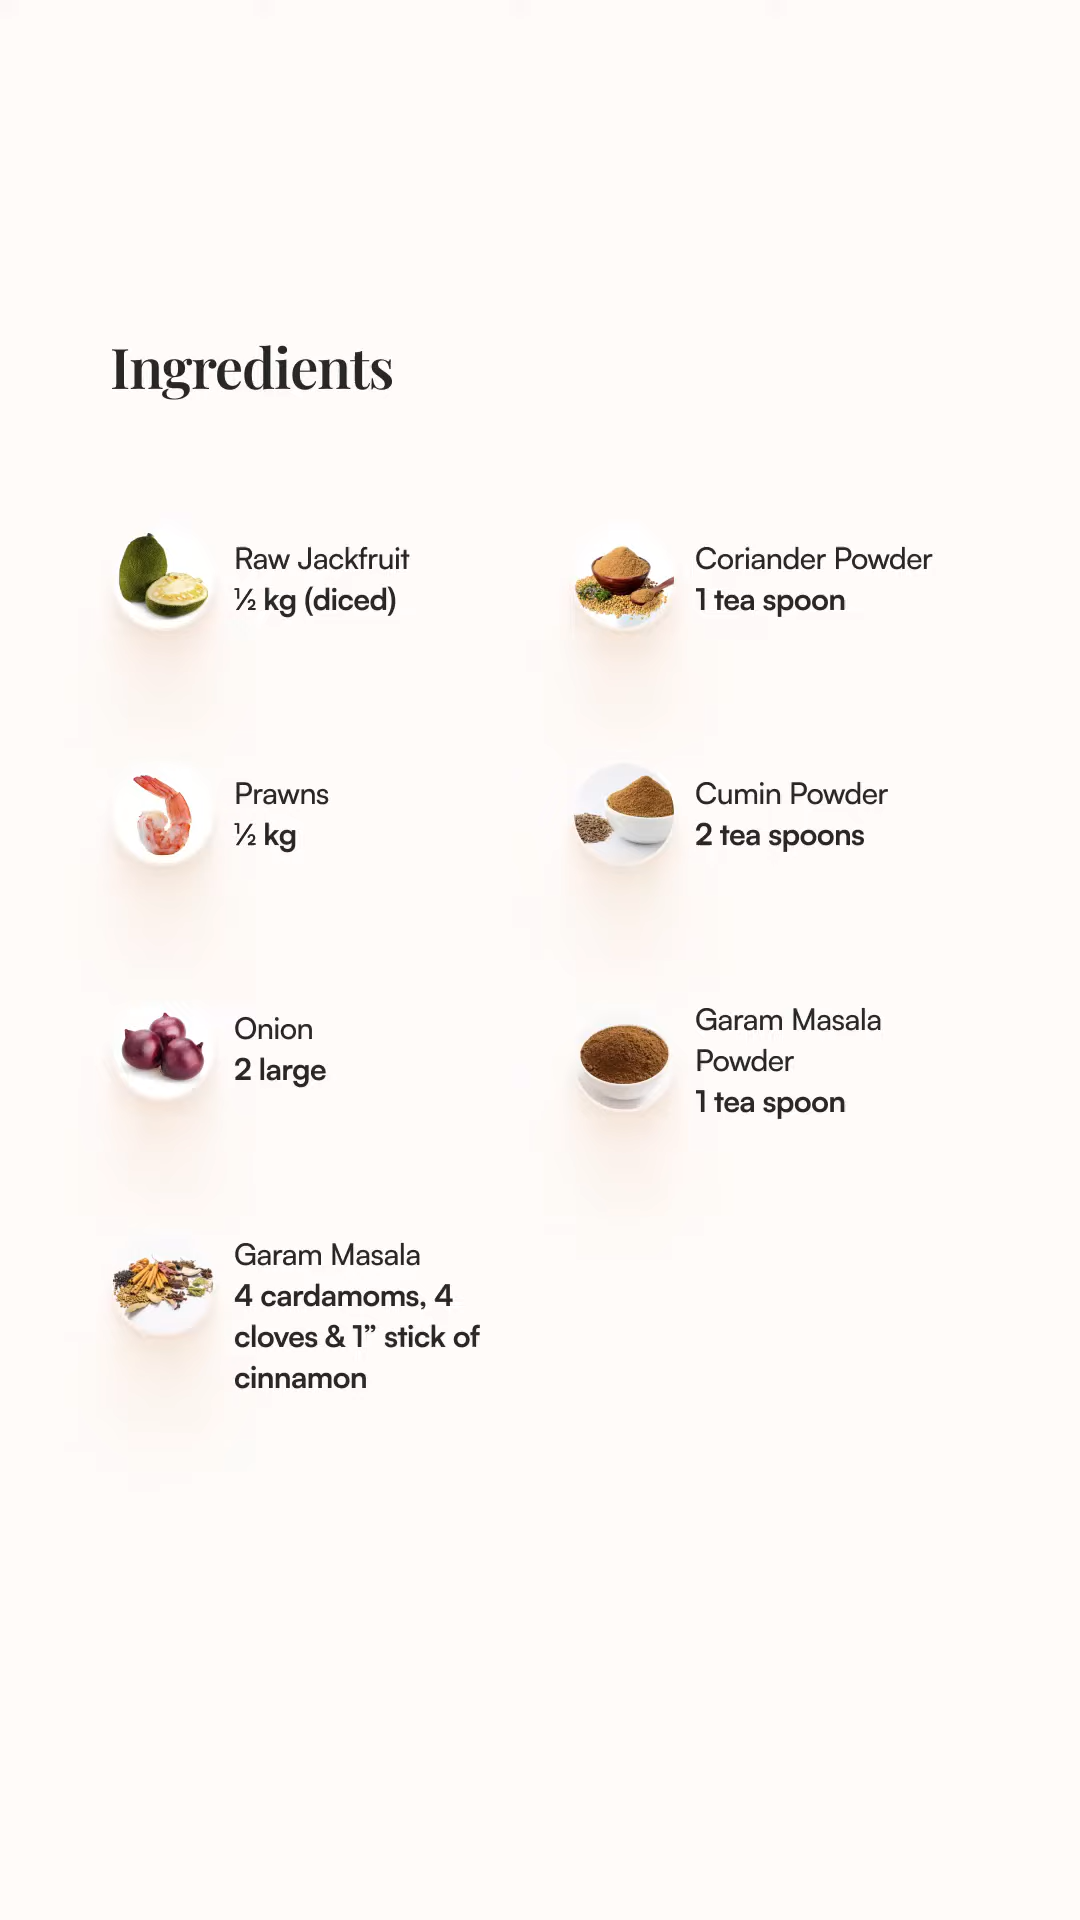 Ingredients
Raw Jackfruit
½ kg (diced)
Coriander Powder
1 tea spoon
Prawns
½ kg
Cumin Powder
2 tea spoons
Onion
2 large
Garam Masala
Powder
1 tea spoon
Garam Masala
4 cardamoms, 4
cloves & 1” stick of
cinnamon